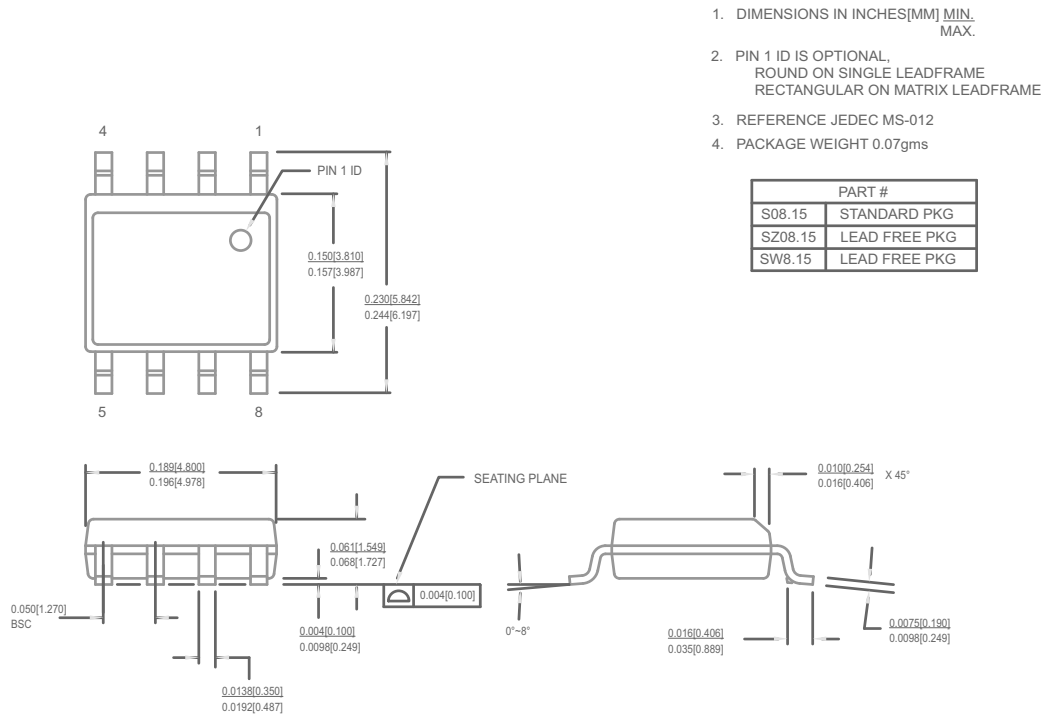 1. DIMENSIONS IN INCHES[MM] MIN.
MAX.
2. PIN 1 ID IS OPTIONAL,
ROUND ON SINGLE LEADFRAME
RECTANGULAR ON MATRIX LEADFRAME
3. REFERENCE JEDEC MS-012
4. PACKAGE WEIGHT 0.07gms
PART #
S08.15 STANDARD PKG
SZ08.15 LEAD FREE PKG
SW8.15 LEAD FREE PKG
4 1
PIN 1 ID
0.150[3.810]
0.157[3.987]
0.230[5.842]
0.244[6.197]
5 8
0.189[4.800]
0.196[4.978]
SEATING PLANE
0.010[0.254]
0.016[0.406]
X 45°
0.061[1.549]
0.068[1.727]
0.004[0.100]
0.050[1.270]
BSC
0.004[0.100]
0.0098[0.249]
0°~8°
0.016[0.406]
0.035[0.889]
0.0075[0.190]
0.0098[0.249]
0.0138[0.350]
0.0192[0.487]